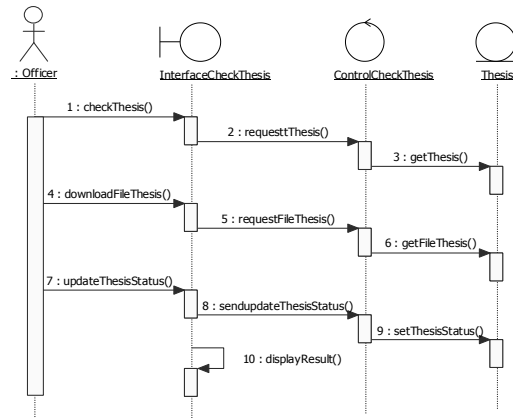 : Officer
InterfaceCheckThesis
ControlCheckThesis
Thesis
1 : checkThesis()
2 : requesttThesis()
3 : getThesis()
4 : downloadFileThesis()
5 : requestFileThesis()
6 : getFileThesis()
7 : updateThesisStatus()
8 : sendupdateThesisStatus()
9 : setThesisStatus()
10 : displayResult()